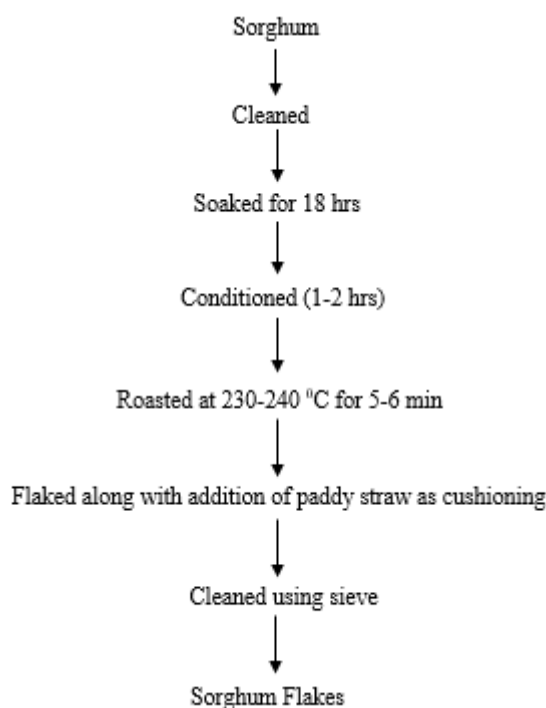 Sorghum
Cleaned
Soaked for 18 hrs
Conditioned (1-2 hrs)
Roasted at 230-240 °C for 5-6 min
Flaked along with addition of paddy straw as cushioning
Cleaned using sieve
Sorghum Flakes